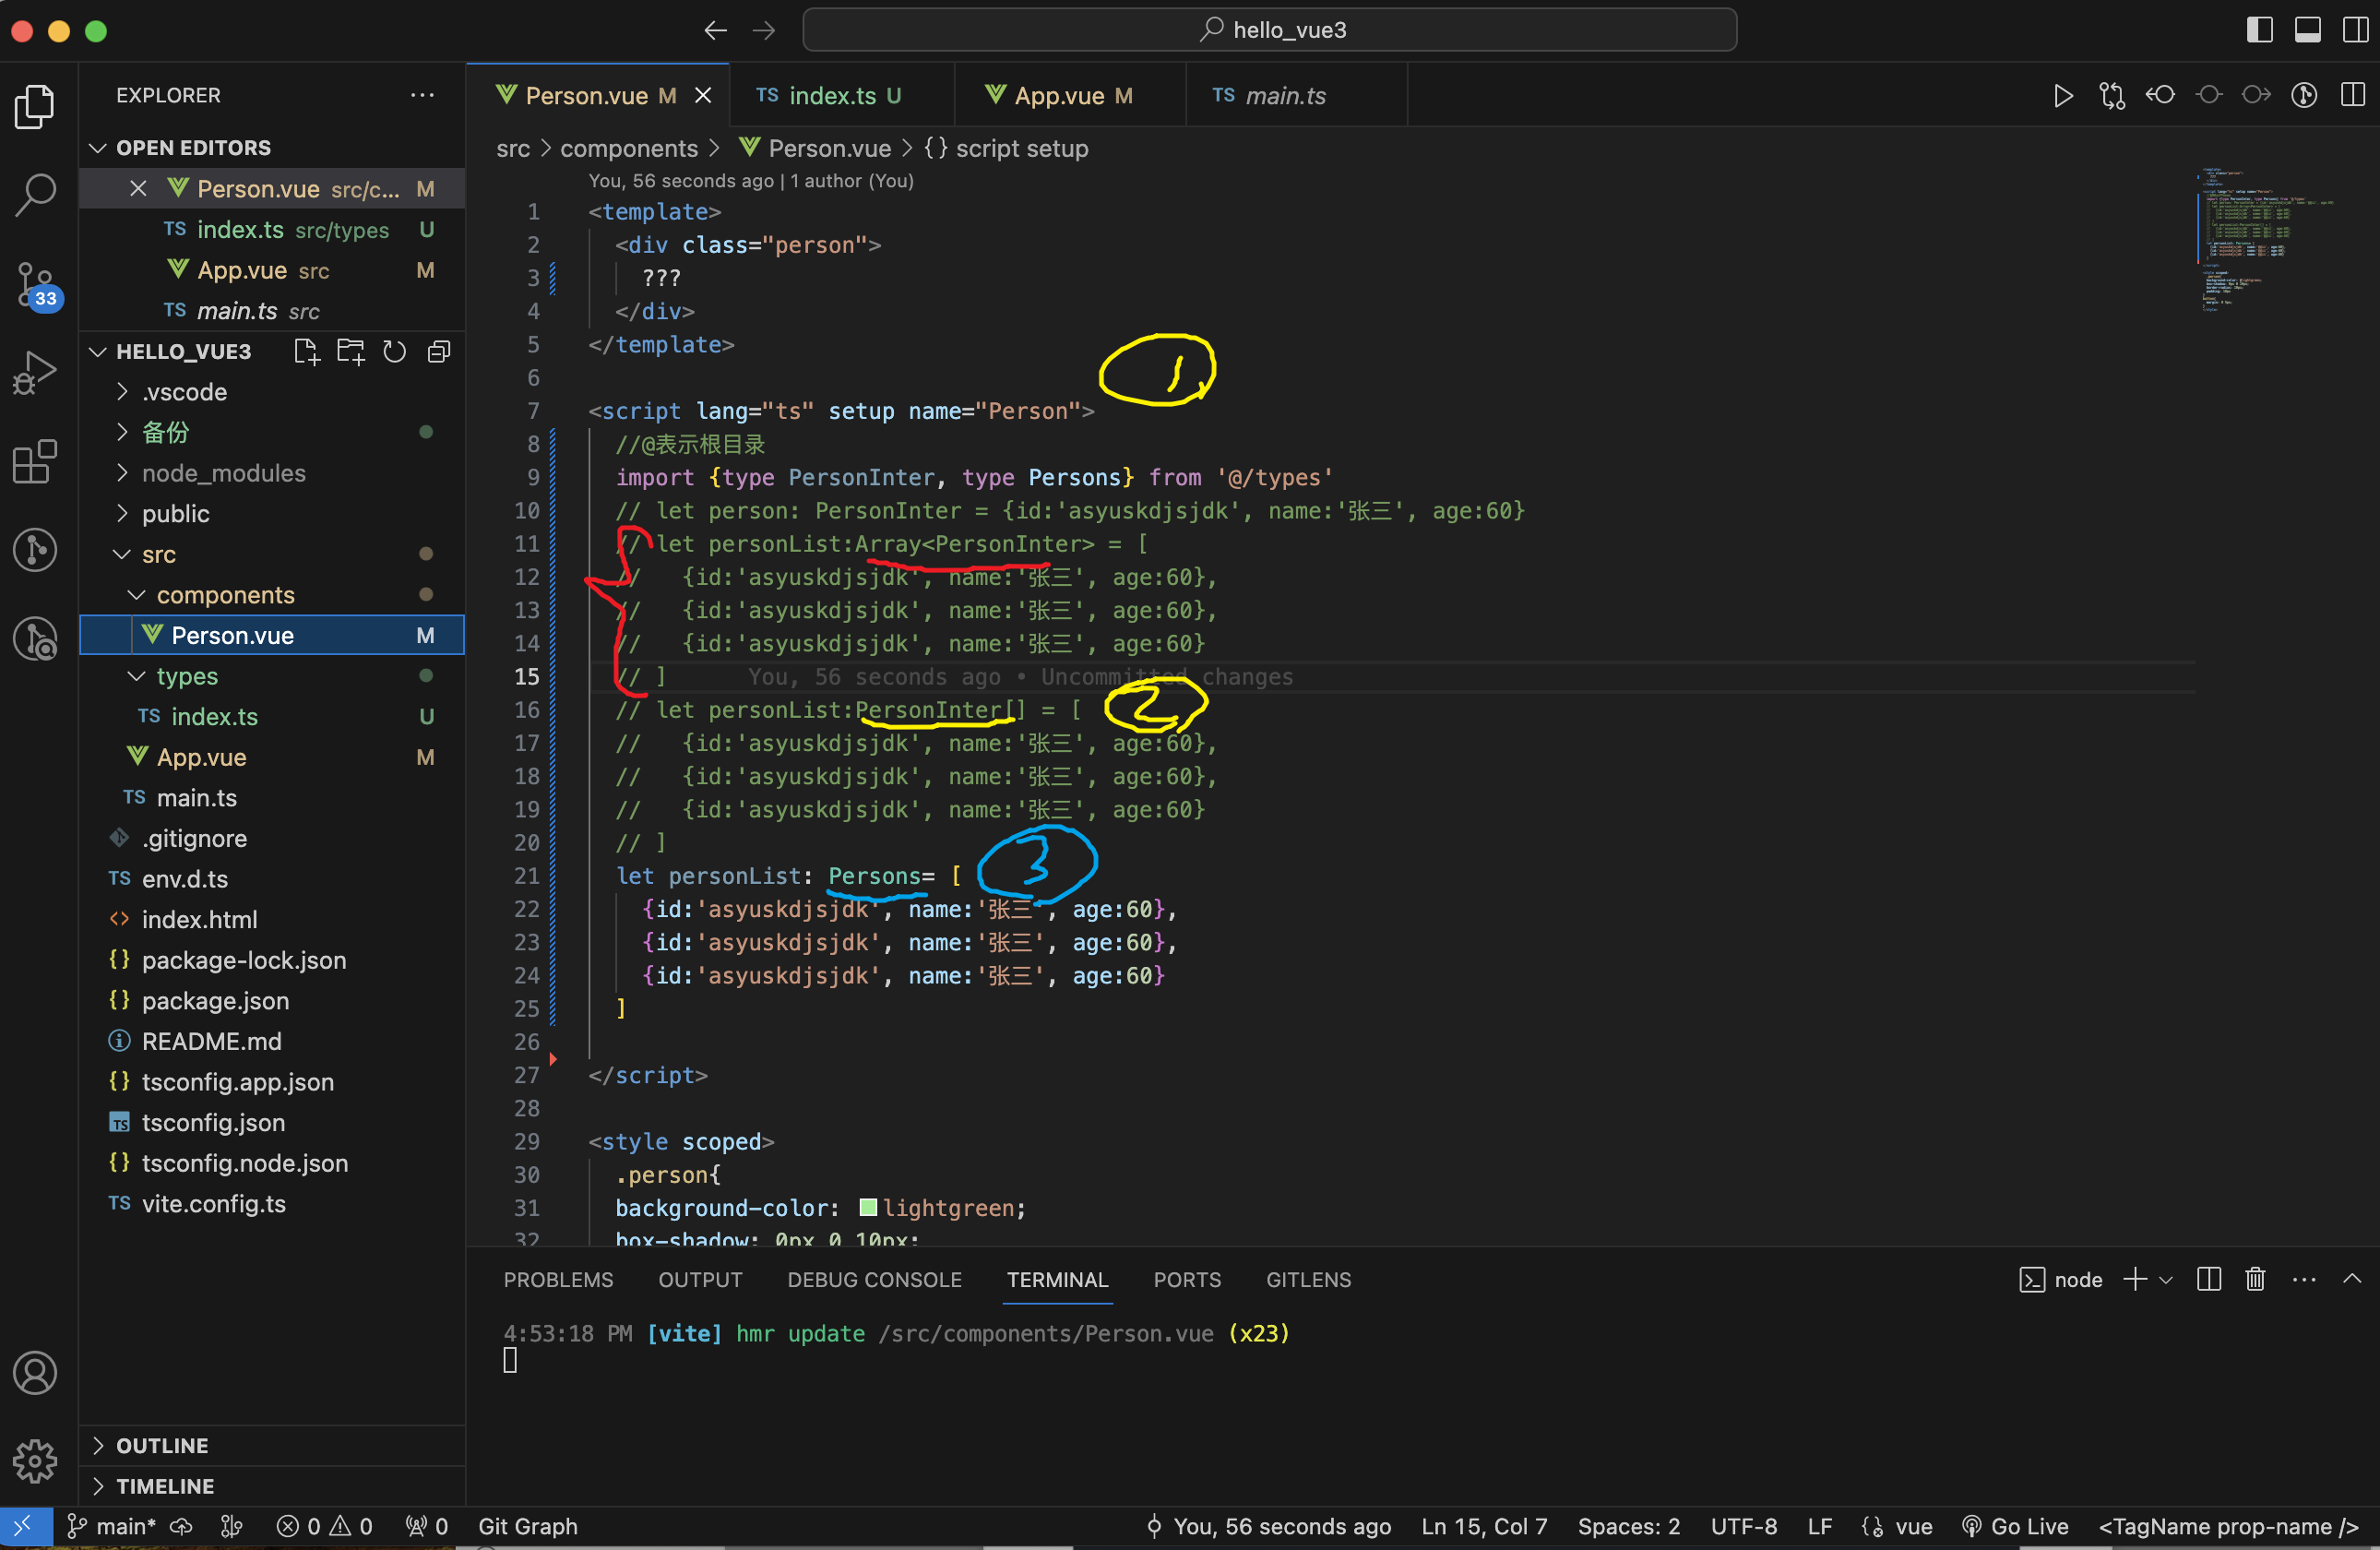 hello_vue3
EXPLORER
OPEN EDITORS
Person.vue src/c... M
TS index.ts src/types U
App.vue src M
TS main.ts src
33
HELLO_VUE3
.vscode
备份
node_modules
public
src
components
Person.vue M
types
TS index.ts U
App.vue M
TS main.ts
.gitignore
TS env.d.ts
<> index.html
{} package-lock.json
{} package.json
README.md
{} tsconfig.app.json
TS tsconfig.json
{} tsconfig.node.json
TS vite.config.ts
OUTLINE
TIMELINE
Person.vue M
TS index.ts U
App.vue M
TS main.ts
src > components > Person.vue > {} script setup
You, 56 seconds ago | 1 author (You)
1 <template>
2 <div class="person">
3 ???
4 </div>
5 </template>
1
6
7 <script lang="ts" setup name="Person">
8 //@表示根目录
9 import {type PersonInter, type Persons} from '@/types'
10 // let person: PersonInter = {id:'asyuskdjsjdk', name:'张三', age:60}
11 // let personList:Array<PersonInter> = [
12 // {id:'asyuskdjsjdk', name:'张三', age:60},
13 // {id:'asyuskdjsjdk', name:'张三', age:60},
14 // {id:'asyuskdjsjdk', name:'张三', age:60}
15 // ] You, 56 seconds ago • Uncommitted changes
16 // let personList:PersonInter[] = [ 2
17 // {id:'asyuskdjsjdk', name:'张三', age:60},
18 // {id:'asyuskdjsjdk', name:'张三', age:60},
19 // {id:'asyuskdjsjdk', name:'张三', age:60}
20 // ]
21 let personList: Persons= [ 3
22 {id:'asyuskdjsjdk', name:'张三', age:60},
23 {id:'asyuskdjsjdk', name:'张三', age:60},
24 {id:'asyuskdjsjdk', name:'张三', age:60}
25 ]
26
27 </script>
28
29 <style scoped>
30 .person{
31 background-color: lightgreen;
32 box-shadow: 0px 0 10px;
PROBLEMS OUTPUT DEBUG CONSOLE TERMINAL PORTS GITLENS
node
4:53:18 PM [vite] hmr update /src/components/Person.vue (x23)
main* 0 0 0 Git Graph You, 56 seconds ago Ln 15, Col 7 Spaces: 2 UTF-8 LF vue Go Live <TagName prop-name />